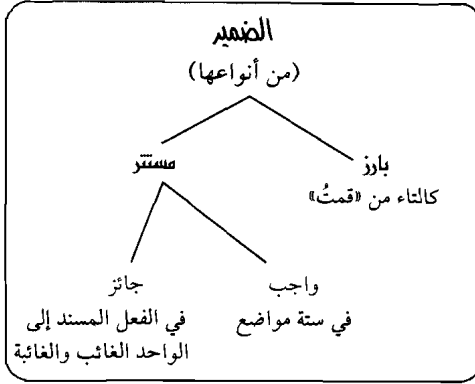 الضمير
(من أنواعها)
بارز
كالتاء من «قمتُ»
مستتر
واجب
في ستة مواضع
جائز
في الفعل المسند إلى
الواحد الغائب والغائبة